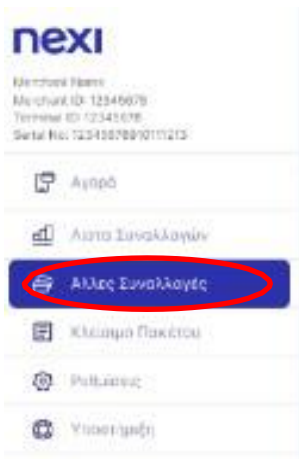 nexi
Merchant Name
Merchant ID: 12345678
Terminal ID: 12345678
Serial No: 12345678910111213
Αγορά
Λίστα Συναλλαγών
Άλλες Συναλλαγές
Κλείσιμο Πακέτου
Ρυθμίσεις
Υποστήριξη